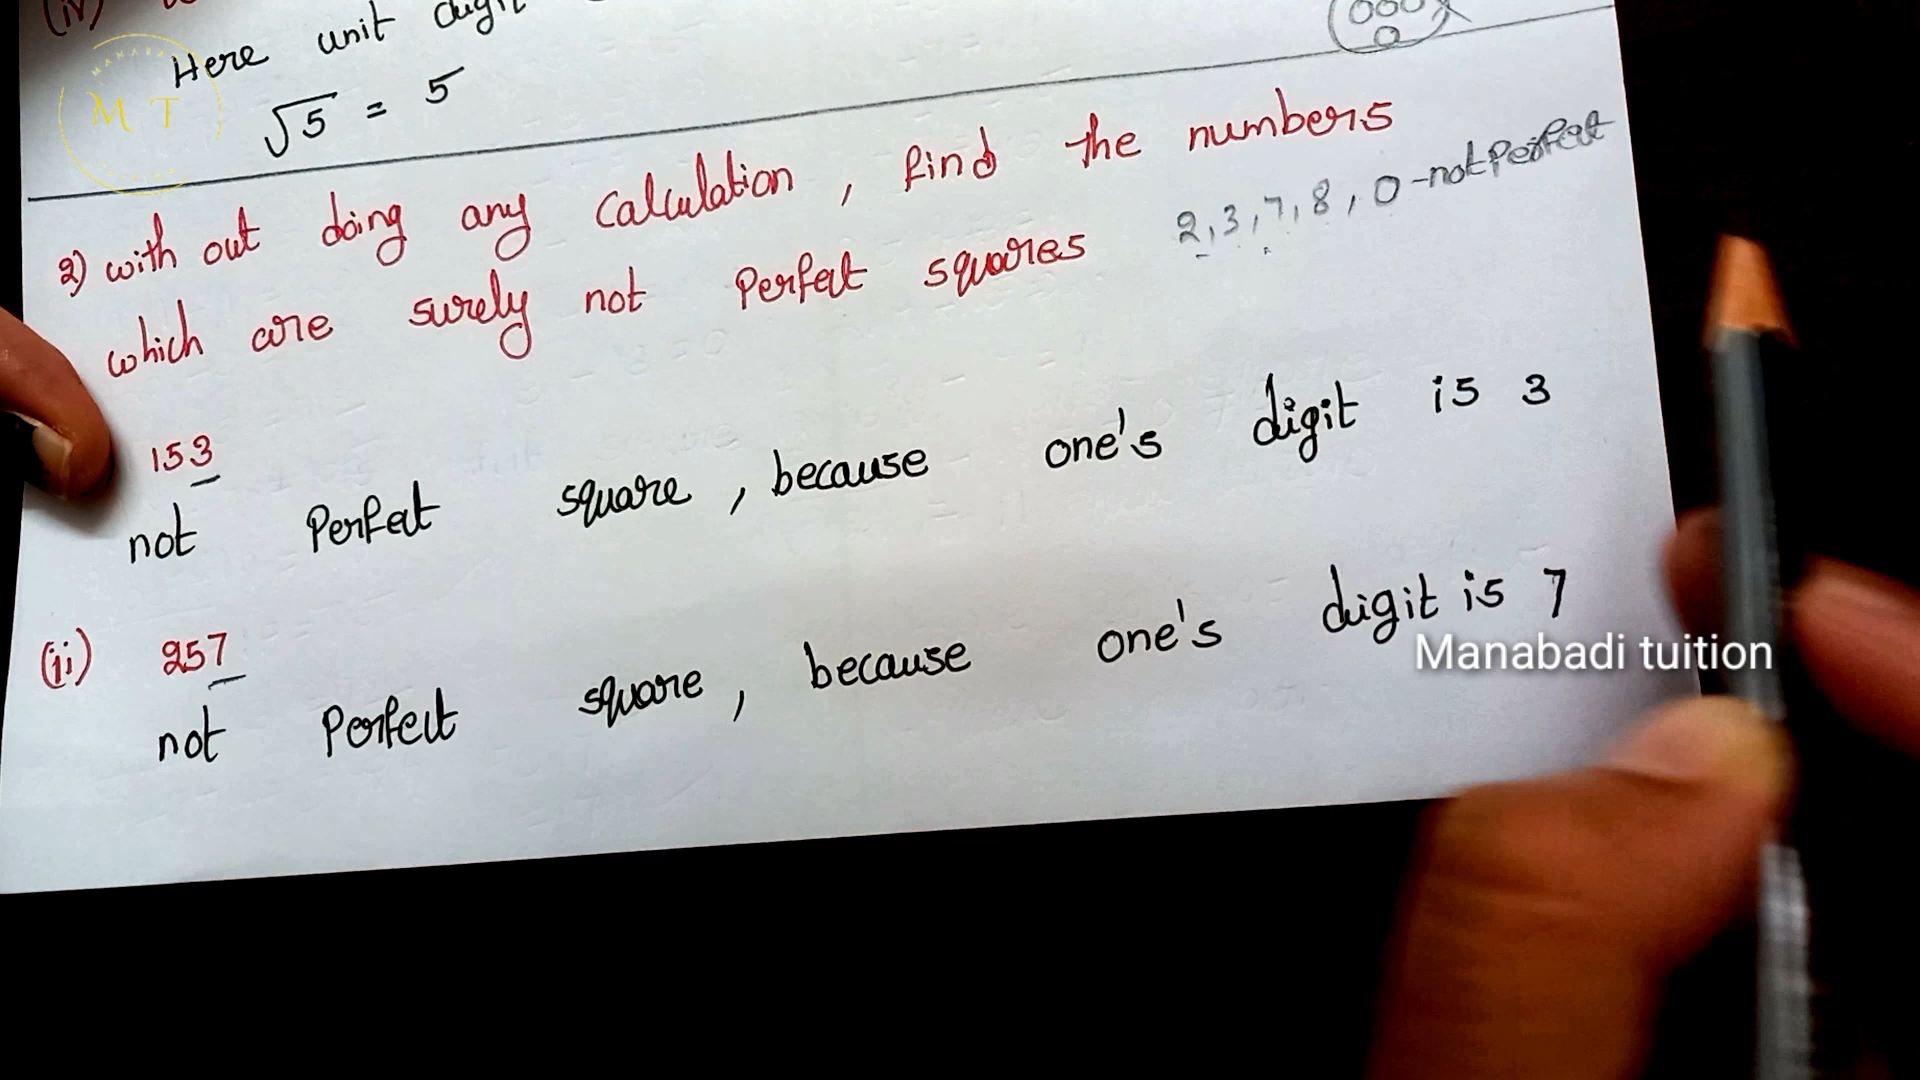 (iv)
Here unit digit
√5 = 5
M T
2) with out doing any calculation, find the numbers
which are surely not perfect squares
2, 3, 7, 8, 0 - not perfect
153
not perfect square, because one's digit is 3
(ii) 257
not perfect square, because one's digit is 7
Manabadi tuition